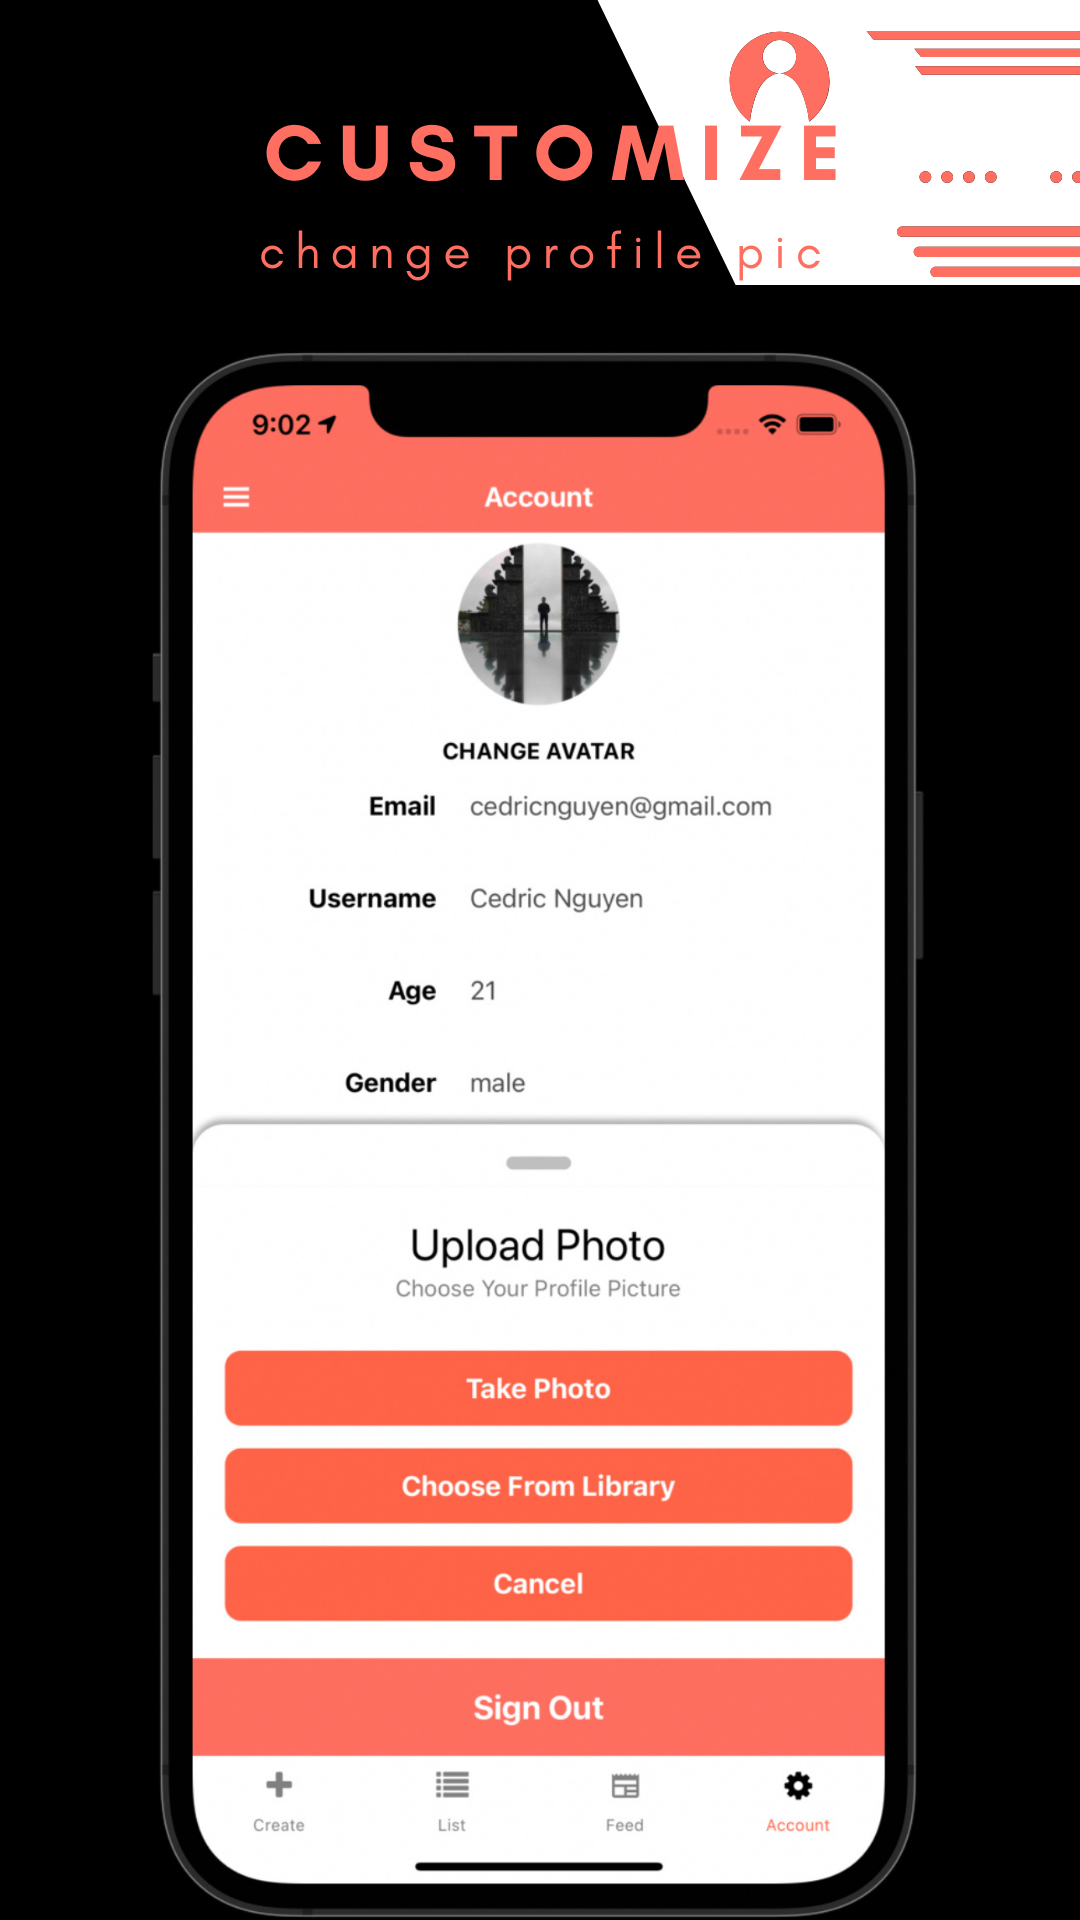 CUSTOMIZE
change profile pic
9:02
Account
CHANGE AVATAR
Email cedricnguyen@gmail.com
Username Cedric Nguyen
Age 21
Gender male
Upload Photo
Choose Your Profile Picture
Take Photo
Choose From Library
Cancel
Sign Out
Create List Feed Account